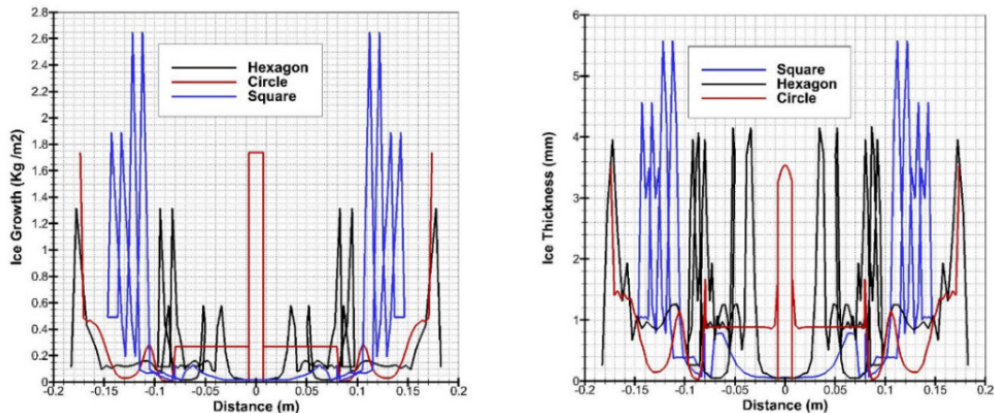 2.8
2.6
2.4
2.2
2
1.8
1.6
1.4
1.2
1
0.8
0.6
0.4
0.2
0
Ice Growth (Kg /m2)
Hexagon
Circle
Square
-0.2 -0.15 -0.1 -0.05 0 0.05 0.1 0.15 0.2
Distance (m)
6
5
4
3
2
1
0
Ice Thickness (mm)
Square
Hexagon
Circle
-0.2 -0.15 -0.1 -0.05 0 0.05 0.1 0.15 0.2
Distance (m)